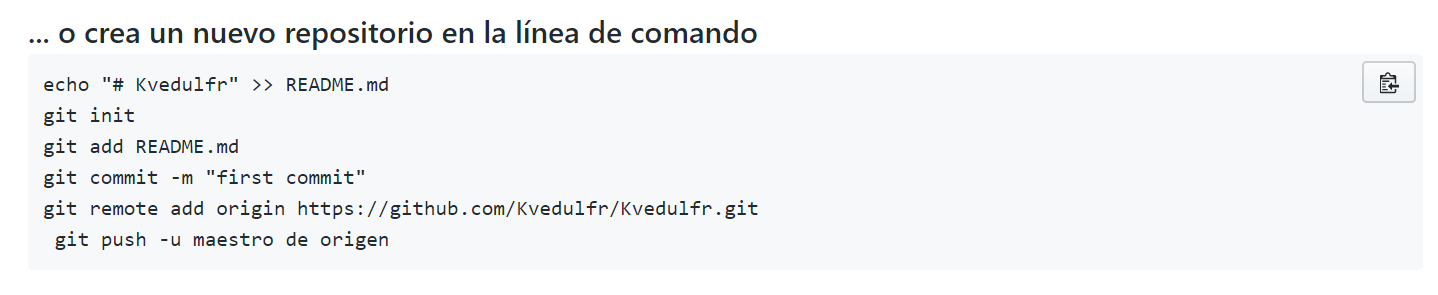 ... o crea un nuevo repositorio en la línea de comando
echo "# Kvedulfr" >> README.md
git init
git add README.md
git commit -m "first commit"
git remote add origin https://github.com/Kvedulfr/Kvedulfr.git
git push -u maestro de origen